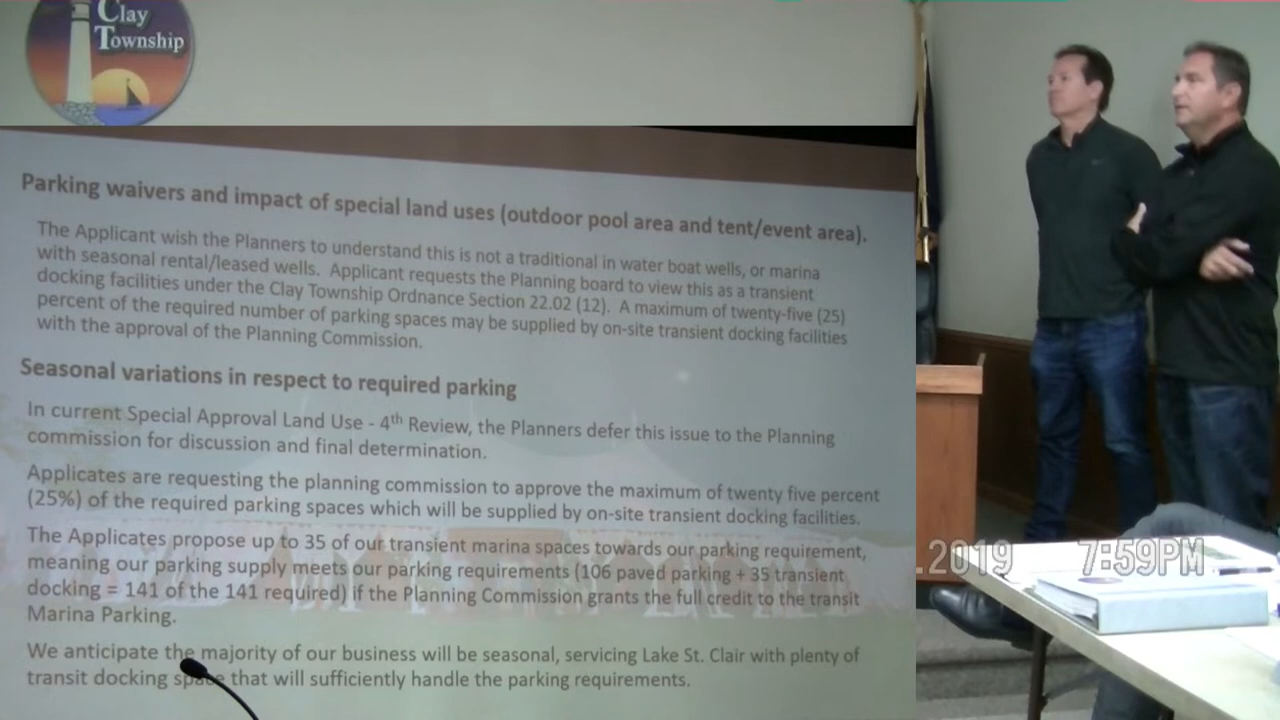 Clay
Township
Parking waivers and impact of special land uses (outdoor pool area and tent/event area).
The Applicant wish the Planners to understand this is not a traditional in water boat wells, or marina
with seasonal rental/leased wells. Applicant requests the Planning board to view this as a transient
docking facilities under the Clay Township Ordnance Section 22.02 (12). A maximum of twenty-five (25)
percent of the required number of parking spaces may be supplied by on-site transient docking facilities
with the approval of the Planning Commission.
Seasonal variations in respect to required parking
In current Special Approval Land Use - 4th Review, the Planners defer this issue to the Planning
commission for discussion and final determination.
Applicates are requesting the planning commission to approve the maximum of twenty five percent
(25%) of the required parking spaces which will be supplied by on-site transient docking facilities.
The Applicates propose up to 35 of our transient marina spaces towards our parking requirement,
meaning our parking supply meets our parking requirements (106 paved parking + 35 transient
docking = 141 of the 141 required) if the Planning Commission grants the full credit to the transit
Marina Parking.
We anticipate the majority of our business will be seasonal, servicing Lake St. Clair with plenty of
transit docking space that will sufficiently handle the parking requirements.
.2019 7:59PM